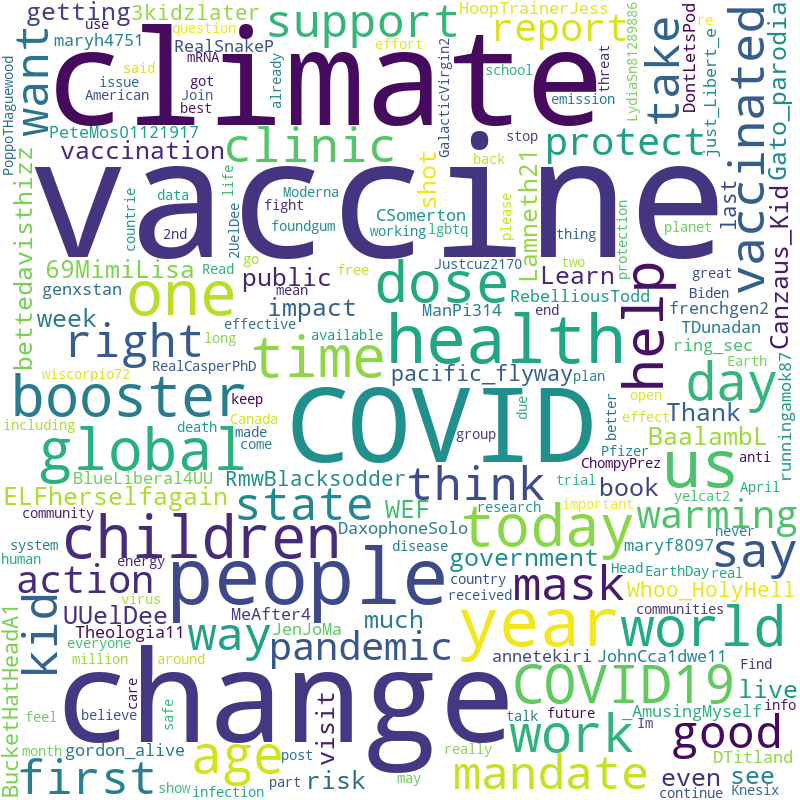 getting
3kidzlater
HoopTrainerJess
use
support
report
question
effort
maryh4751
RealSnakeP
said
mRNA
re
climate
issue
got
already
school
threat
American
Join
best
emission
want
PeteMos01121917
GalacticVirgin2
LydiaSn81289886
take
DontLetsPod
just_Libert_e
Gato_parodia
PoppoTHaguewood
vaccination
clinic
stop
protect
back
vaccinated
vaccine
bettedavisthizz
countrie
data
life
2UelDee
Moderna
shot
please
last
Canzaus_Kid
2nd
fight
foundgum
CSomerton
working
lgbtq
Lamneth21
thing
protection
planet
69MimiLisa
go
free
Justcuz2170
two
great
Read
public
dose
Learn
help
Biden
genxstan
one
mean
end
frenchgen2
week
impact
ManPi314
RebelliousTodd
TDunadan
right
effective
available
health
ring_sec
runningamok87
long
time
RealCasperPhD
plan
open
Earth
wiscorpio72
pacific_flyway
day
booster
keep
COVID
due
better
effect
Thank
including
death
Canada
made
come
group
Pfizer
BaalambL
global
us
ChompyPrez
anti
BlueLiberal4UU
RmwBlacksodder
think
trial
book
yelcat2
April
ELFherselfagain
state
WEF
research
important
warming
community
children
DaxophoneSolo
today
never
system
disease
government
maryf8097
say
human
energy
people
country
Head
EarthDay
real
action
received
mask
Whoo_HolyHell
virus
MeAfter4
year
communities
kid
UUelDee
way
much
world
Theologia11
JenJoMa
pandemic
annetekiri
JohnCca1dwe11
everyone
Find
million
around
change
COVID19
live
BucketHatHeadA1
feel
believe
care
safe
visit
_AmusingMyself
info
talk
future
Im
month
gordon_alive
age
post
really
work
good
DTitland
first
show
part
risk
may
mandate
even
see
infection
continue
Knesix